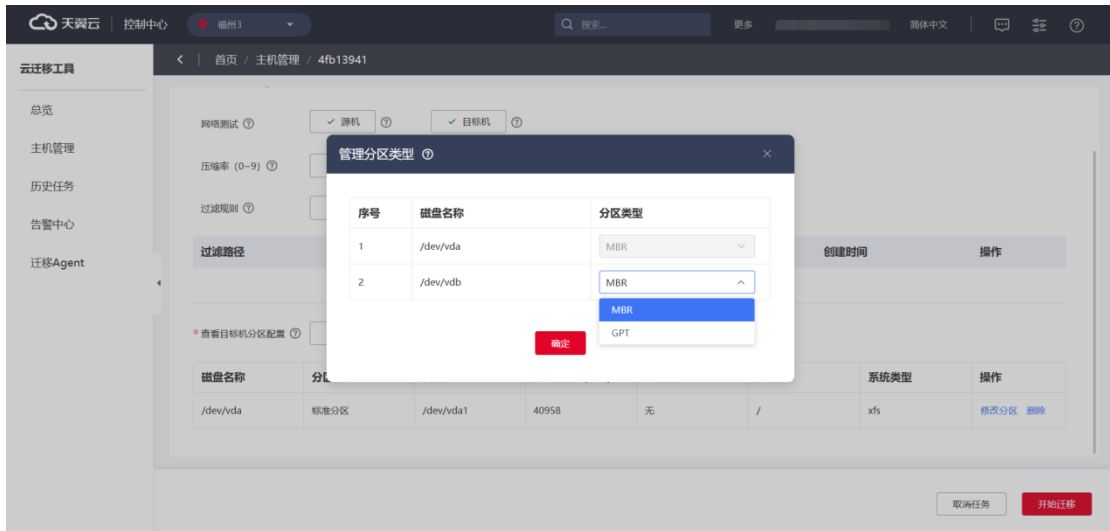 天翼云 控制中心 福州3 搜索... 更多 简体中文
云迁移工具
首页 / 主机管理 / 4fb13941
总览
主机管理
历史任务
告警中心
迁移Agent
网络测试 源机 目标机
压缩率 (0~9)
过滤规则
过滤路径 创建时间 操作
管理分区类型
序号 磁盘名称 分区类型
1 /dev/vda MBR
2 /dev/vdb MBR
MBR
GPT
确定
* 查看目标机分区配置
磁盘名称 系统类型 操作
/dev/vda 标准分区 /dev/vda1 40958 无 / xfs 修改分区 删除
取消任务 开始迁移